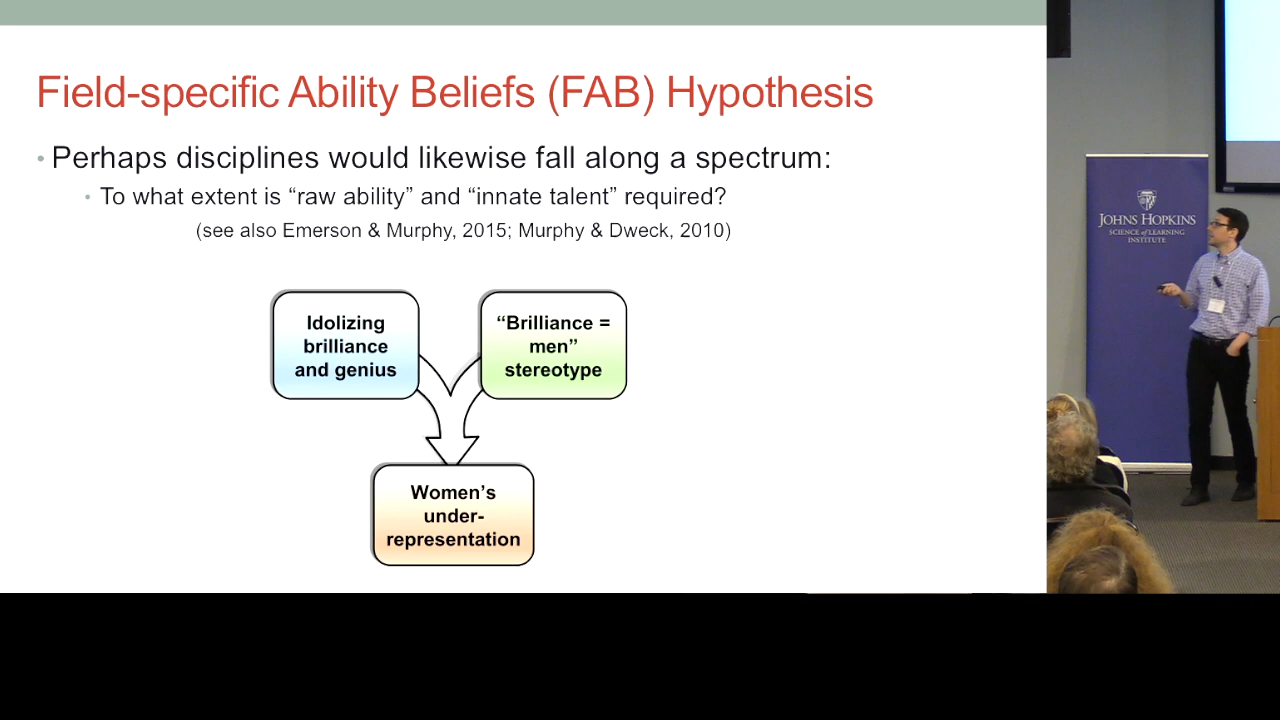 Field-specific Ability Beliefs (FAB) Hypothesis
• Perhaps disciplines would likewise fall along a spectrum:
• To what extent is “raw ability” and “innate talent” required?
(see also Emerson & Murphy, 2015; Murphy & Dweck, 2010)
Idolizing
brilliance
and genius
“Brilliance =
men”
stereotype
Women’s
under-
representation
JOHNS HOPKINS
SCIENCE of LEARNING
INSTITUTE